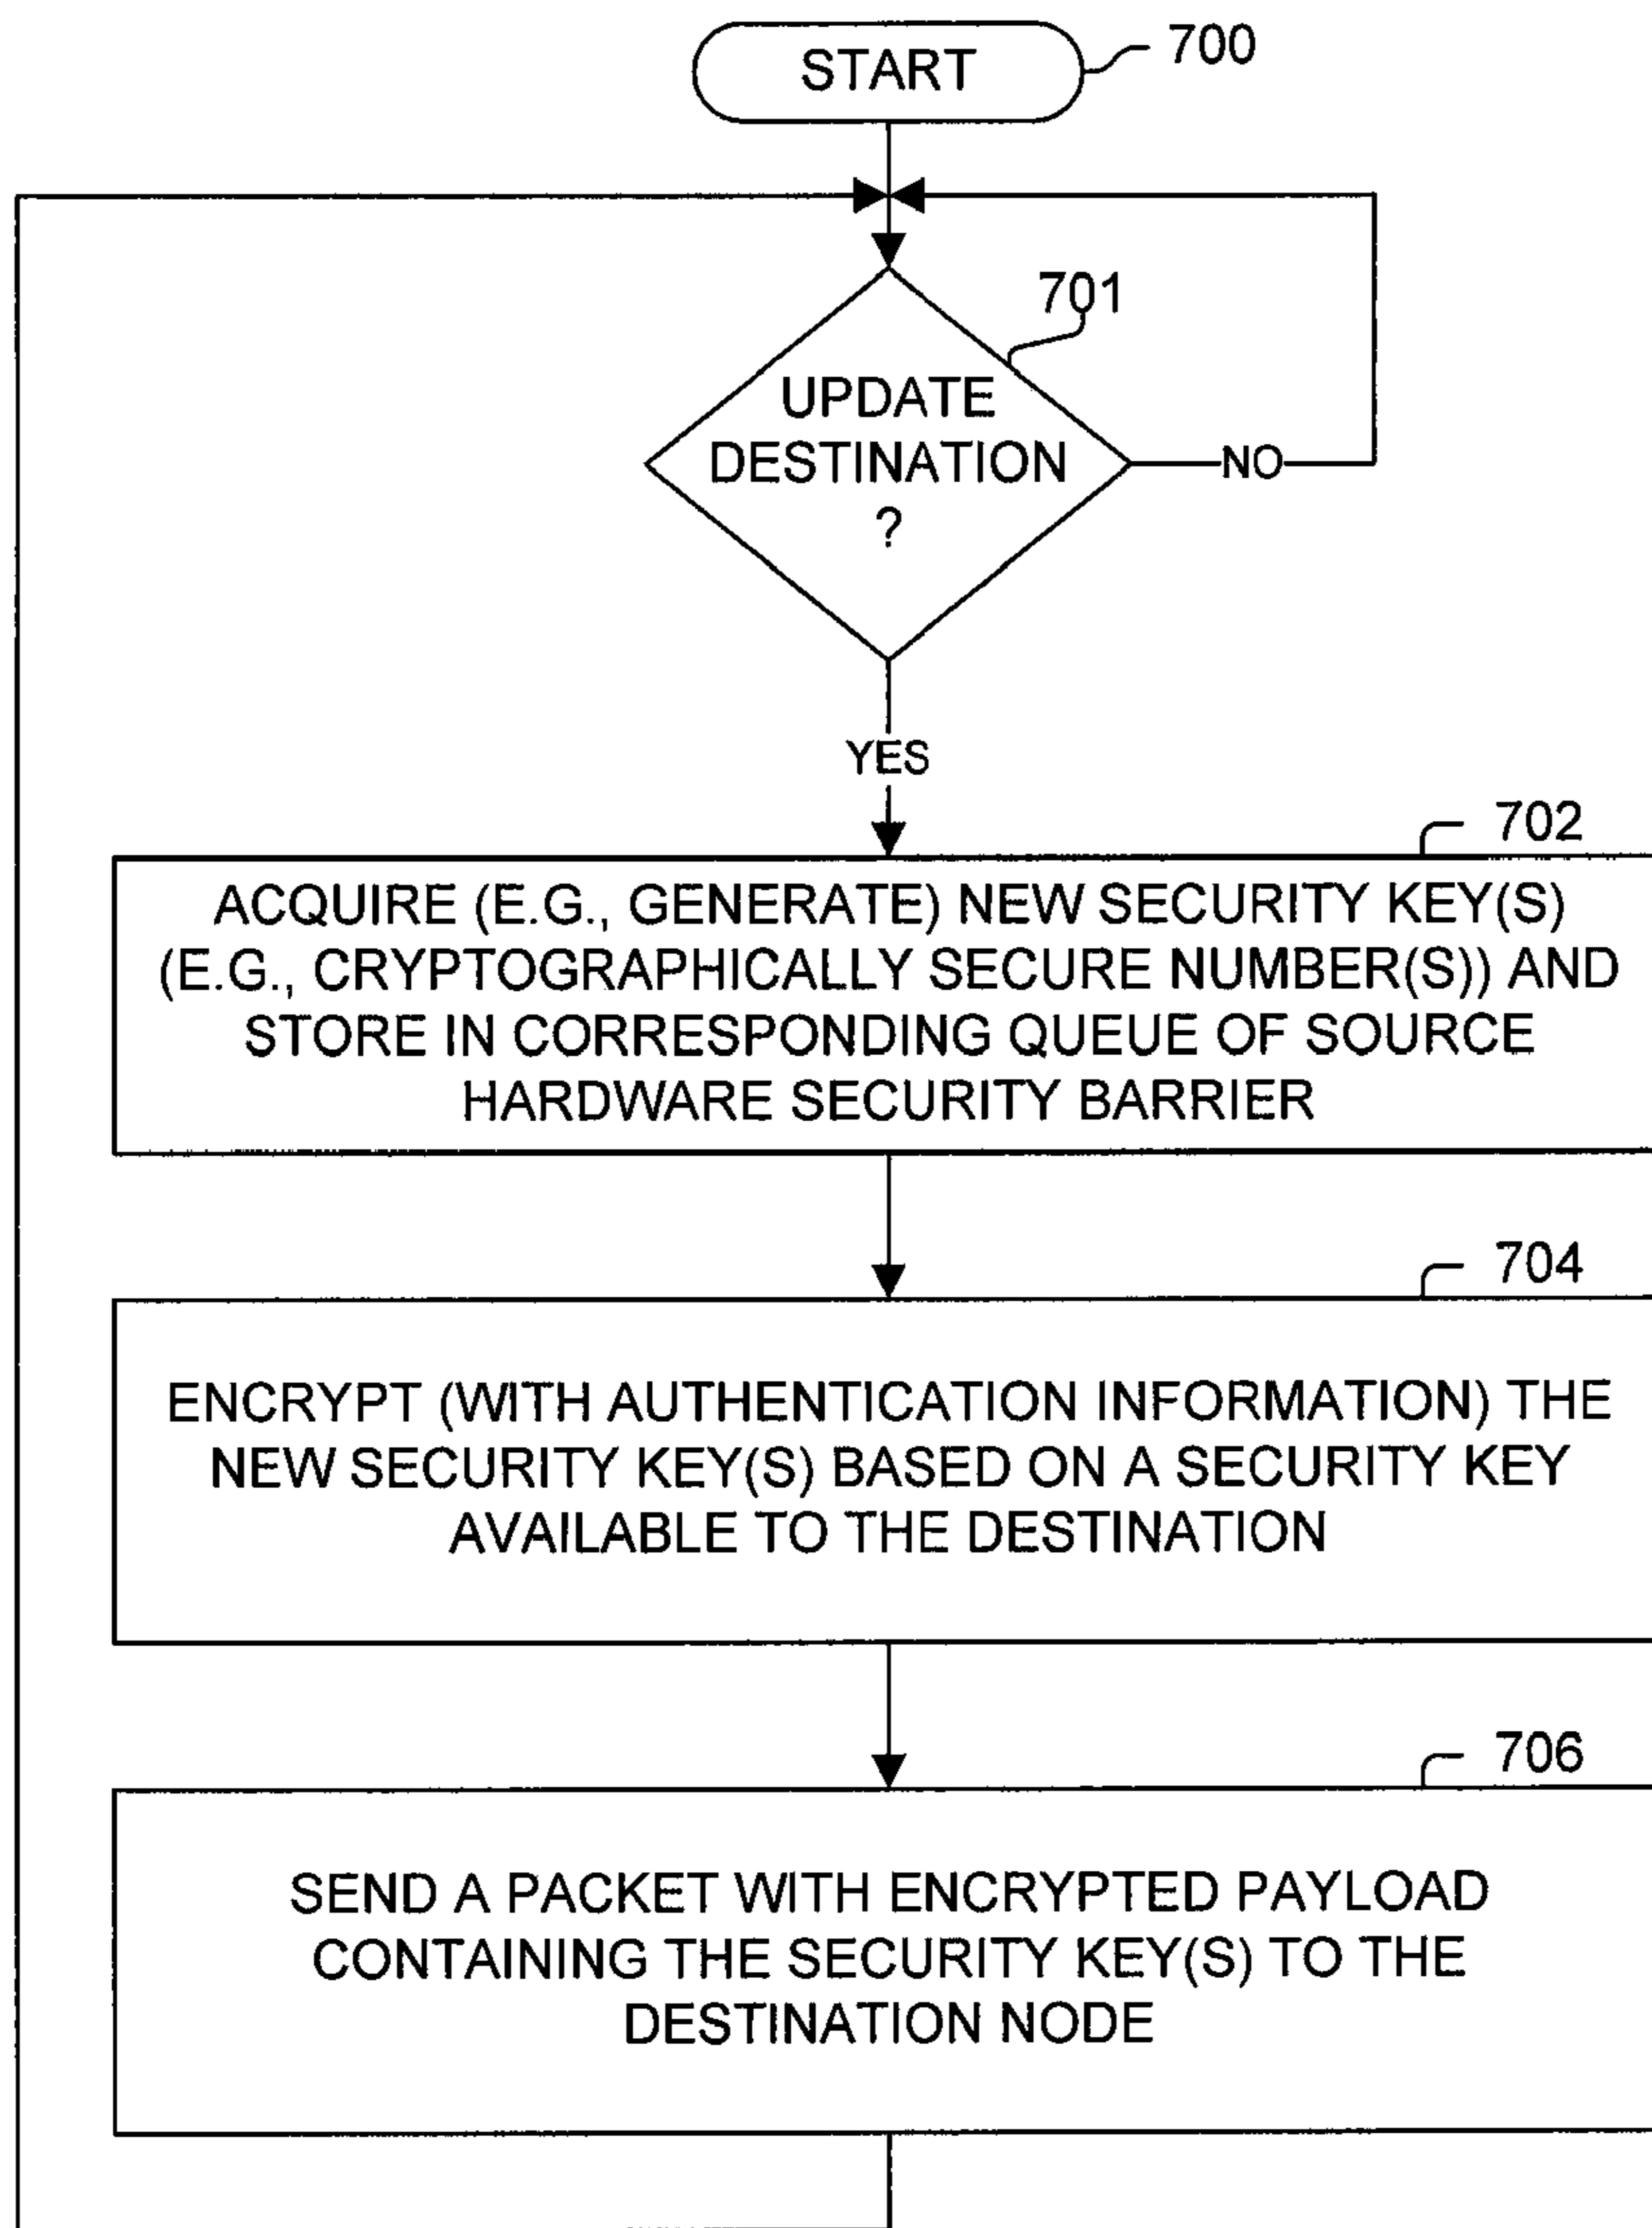 START
700
701
UPDATE
DESTINATION
?
NO
YES
702
ACQUIRE (E.G., GENERATE) NEW SECURITY KEY(S)
(E.G., CRYPTOGRAPHICALLY SECURE NUMBER(S)) AND
STORE IN CORRESPONDING QUEUE OF SOURCE
HARDWARE SECURITY BARRIER
704
ENCRYPT (WITH AUTHENTICATION INFORMATION) THE
NEW SECURITY KEY(S) BASED ON A SECURITY KEY
AVAILABLE TO THE DESTINATION
706
SEND A PACKET WITH ENCRYPTED PAYLOAD
CONTAINING THE SECURITY KEY(S) TO THE
DESTINATION NODE